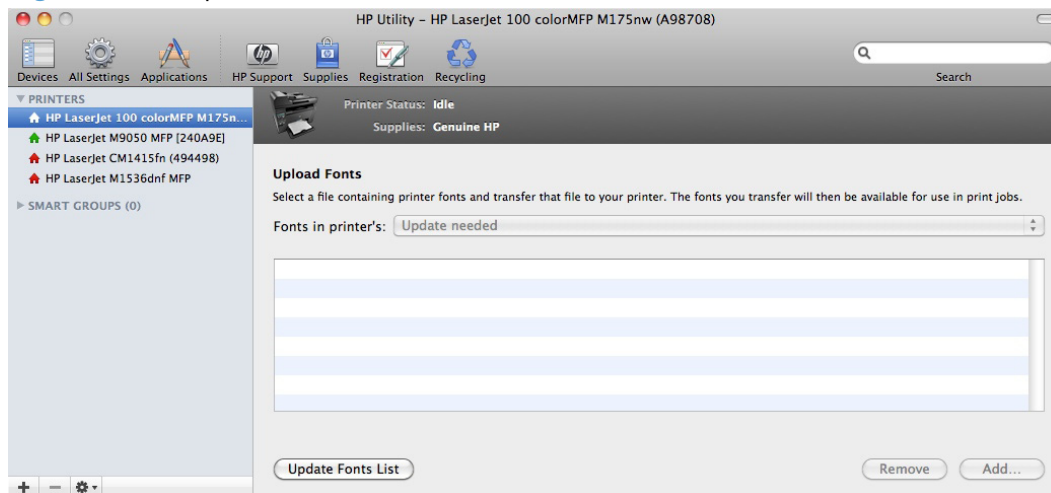 HP Utility – HP LaserJet 100 colorMFP M175nw (A98708)
Devices All Settings Applications HP Support Supplies Registration Recycling Search
▼ PRINTERS
HP LaserJet 100 colorMFP M175n...
HP LaserJet M9050 MFP [240A9E]
HP LaserJet CM1415fn (494498)
HP LaserJet M1536dnf MFP
▶ SMART GROUPS (0)
Printer Status: Idle
Supplies: Genuine HP
Upload Fonts
Select a file containing printer fonts and transfer that file to your printer. The fonts you transfer will then be available for use in print jobs.
Fonts in printer's: Update needed
Update Fonts List Remove Add...